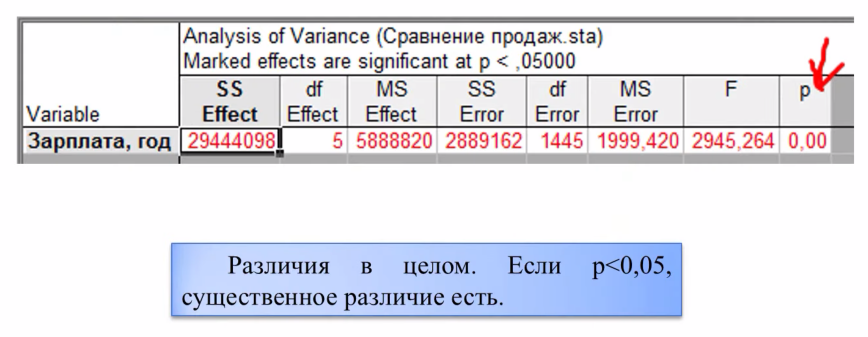 Analysis of Variance (Сравнение продаж.sta)
Marked effects are significant at p < ,05000
SS df MS SS df MS F p
Variable Effect Effect Effect Error Error Error
Зарплата, год 29444098 5 5888820 2889162 1445 1999,420 2945,264 0,00
Различия в целом. Если p<0,05,
существенное различие есть.